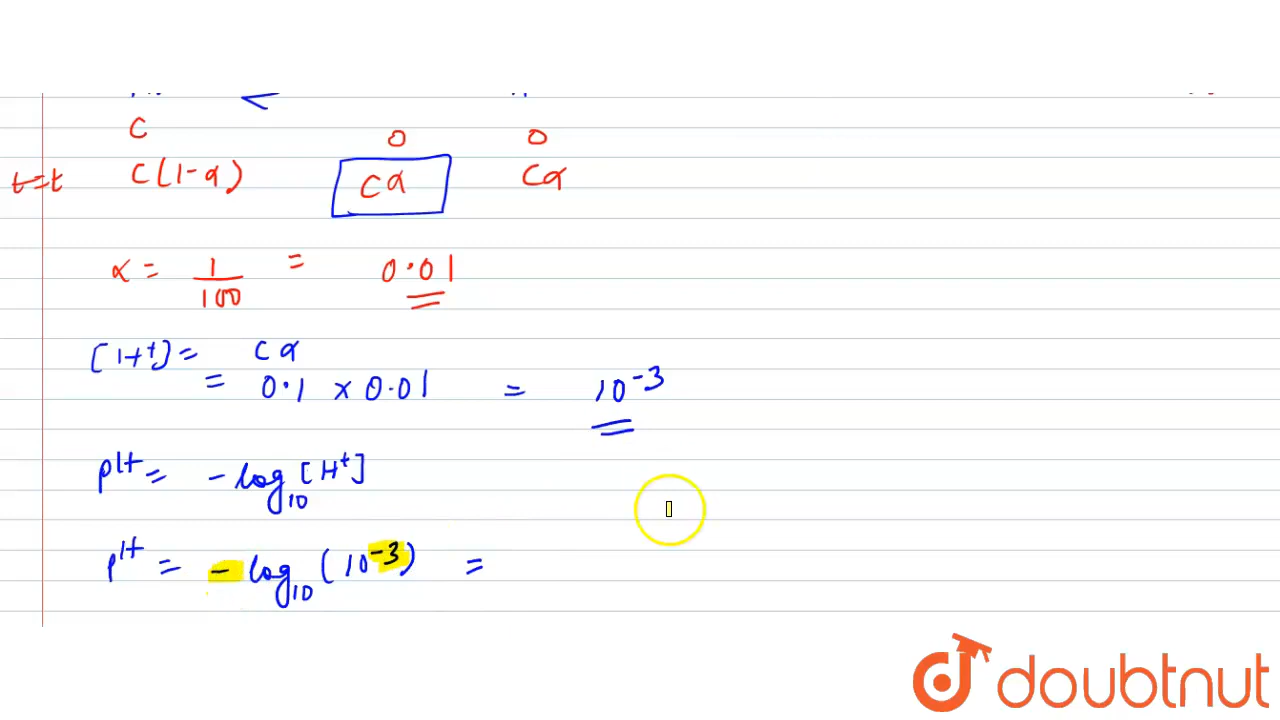 C 0 0
t=t C(1-α) Cα Cα
α = 1/100 = 0.01
[H+] = Cα
= 0.1 x 0.01 = 10⁻³
pH = -log₁₀[H+]
pH = -log₁₀(10⁻³) =
doubtnut